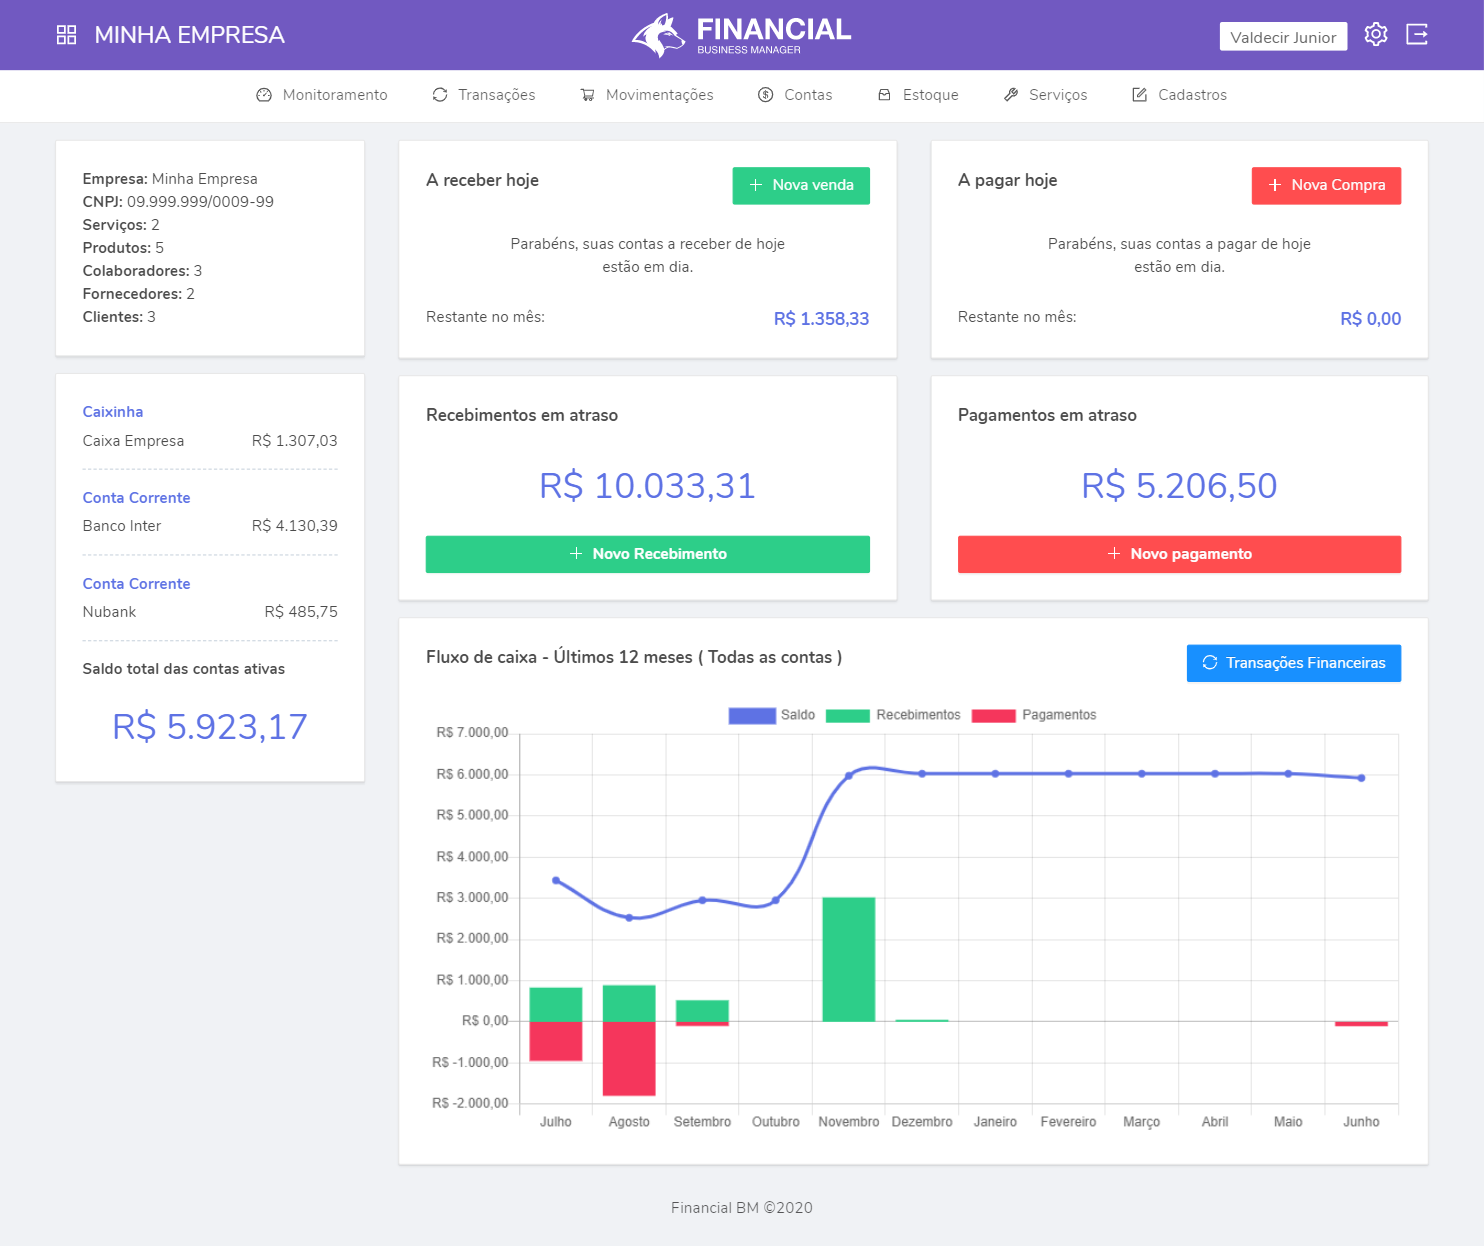 MINHA EMPRESA
FINANCIAL
BUSINESS MANAGER
Valdecir Junior
Monitoramento
Transações
Movimentações
Contas
Estoque
Serviços
Cadastros
Empresa: Minha Empresa
CNPJ: 09.999.999/0009-99
Serviços: 2
Produtos: 5
Colaboradores: 3
Fornecedores: 2
Clientes: 3
Caixinha
Caixa Empresa R$ 1.307,03
Conta Corrente
Banco Inter R$ 4.130,39
Conta Corrente
Nubank R$ 485,75
Saldo total das contas ativas
R$ 5.923,17
A receber hoje
+ Nova venda
Parabéns, suas contas a receber de hoje
estão em dia.
Restante no mês: R$ 1.358,33
A pagar hoje
+ Nova Compra
Parabéns, suas contas a pagar de hoje
estão em dia.
Restante no mês: R$ 0,00
Recebimentos em atraso
R$ 10.033,31
+ Novo Recebimento
Pagamentos em atraso
R$ 5.206,50
+ Novo pagamento
Fluxo de caixa - Últimos 12 meses ( Todas as contas )
Transações Financeiras
Saldo Recebimentos Pagamentos
R$ 7.000,00
R$ 6.000,00
R$ 5.000,00
R$ 4.000,00
R$ 3.000,00
R$ 2.000,00
R$ 1.000,00
R$ 0,00
R$ -1.000,00
R$ -2.000,00
Julho Agosto Setembro Outubro Novembro Dezembro Janeiro Fevereiro Março Abril Maio Junho
Financial BM ©2020